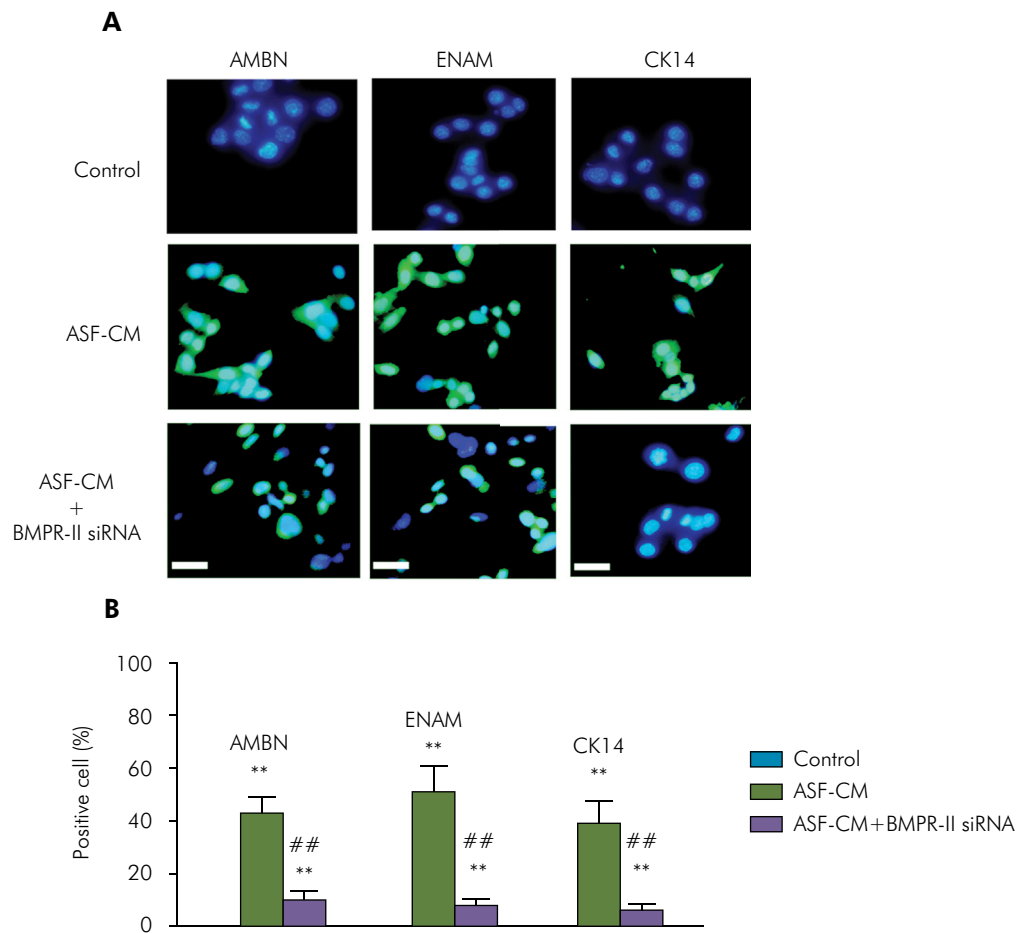 A
AMBN ENAM CK14
Control
ASF-CM
ASF-CM
+
BMPR-II siRNA
B
100
80
60
40
20
0
Positive cell (%)
AMBN
**
##
**
ENAM
**
##
**
CK14
**
##
**
Control
ASF-CM
ASF-CM+BMPR-II siRNA